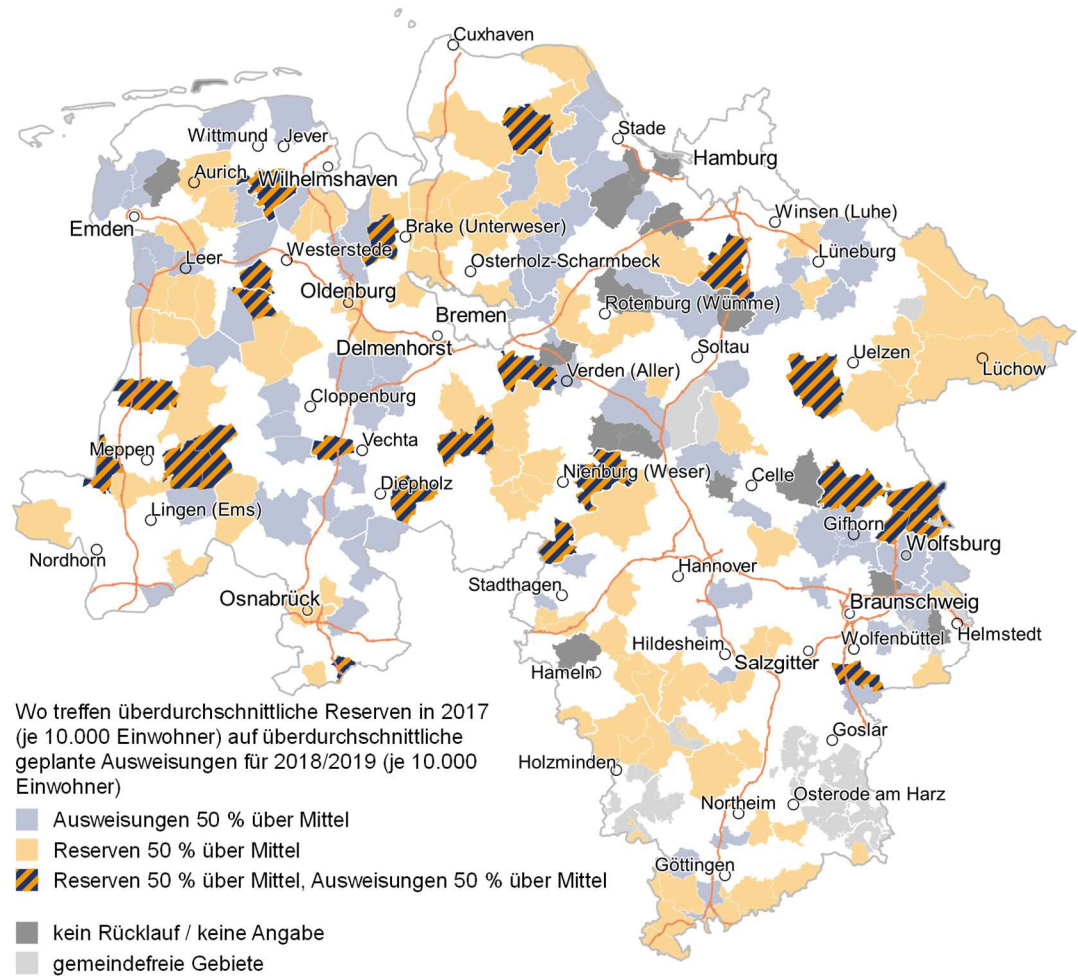 Cuxhaven
Stade
Wittmund
Jever
Hamburg
Aurich
Wilhelmshaven
Winsen (Luhe)
Emden
Brake (Unterweser)
Westerstede
Lüneburg
Leer
Osterholz-Scharmbeck
Oldenburg
Rotenburg (Wümme)
Bremen
Delmenhorst
Soltau
Uelzen
Lüchow
Verden (Aller)
Cloppenburg
Vechta
Meppen
Nienburg (Weser)
Celle
Diepholz
Lingen (Ems)
Gifhorn
Wolfsburg
Nordhorn
Hannover
Stadthagen
Osnabrück
Braunschweig
Helmstedt
Hildesheim
Wolfenbüttel
Salzgitter
Hameln
Wo treffen überdurchschnittliche Reserven in 2017
(je 10.000 Einwohner) auf überdurchschnittliche
geplante Ausweisungen für 2018/2019 (je 10.000
Einwohner)
Goslar
Holzminden
Osterode am Harz
Northeim
Ausweisungen 50 % über Mittel
Reserven 50 % über Mittel
Göttingen
Reserven 50 % über Mittel, Ausweisungen 50 % über Mittel
kein Rücklauf / keine Angabe
gemeindefreie Gebiete